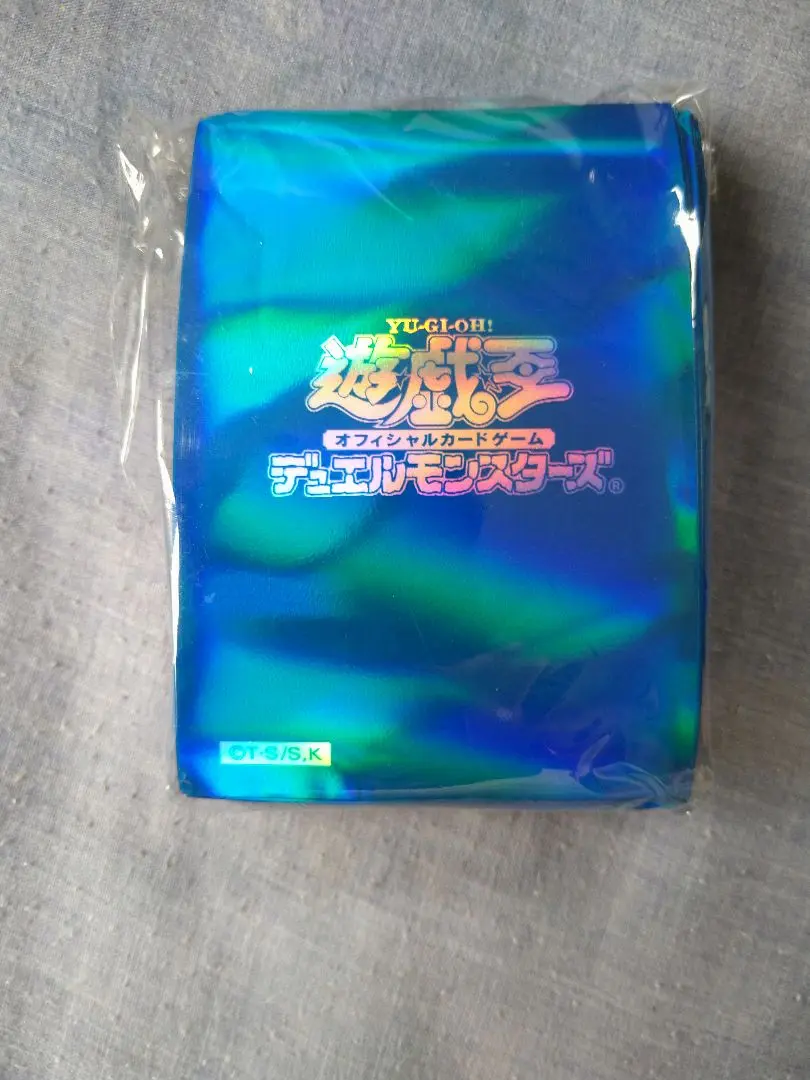 YU-GI-OH!
遊戯王
オフィシャルカードゲーム
デュエルモンスターズ®
©T・S/S,K